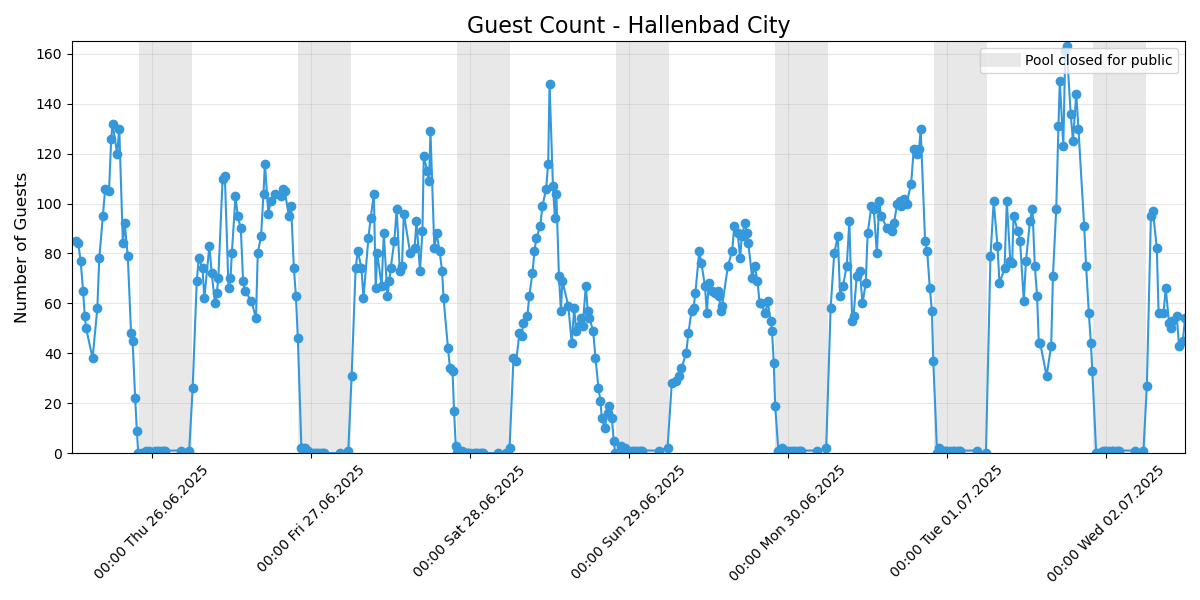 Guest Count - Hallenbad City
Pool closed for public
Number of Guests
160
140
120
100
80
60
40
20
0
00:00 Thu 26.06.2025
00:00 Fri 27.06.2025
00:00 Sat 28.06.2025
00:00 Sun 29.06.2025
00:00 Mon 30.06.2025
00:00 Tue 01.07.2025
00:00 Wed 02.07.2025